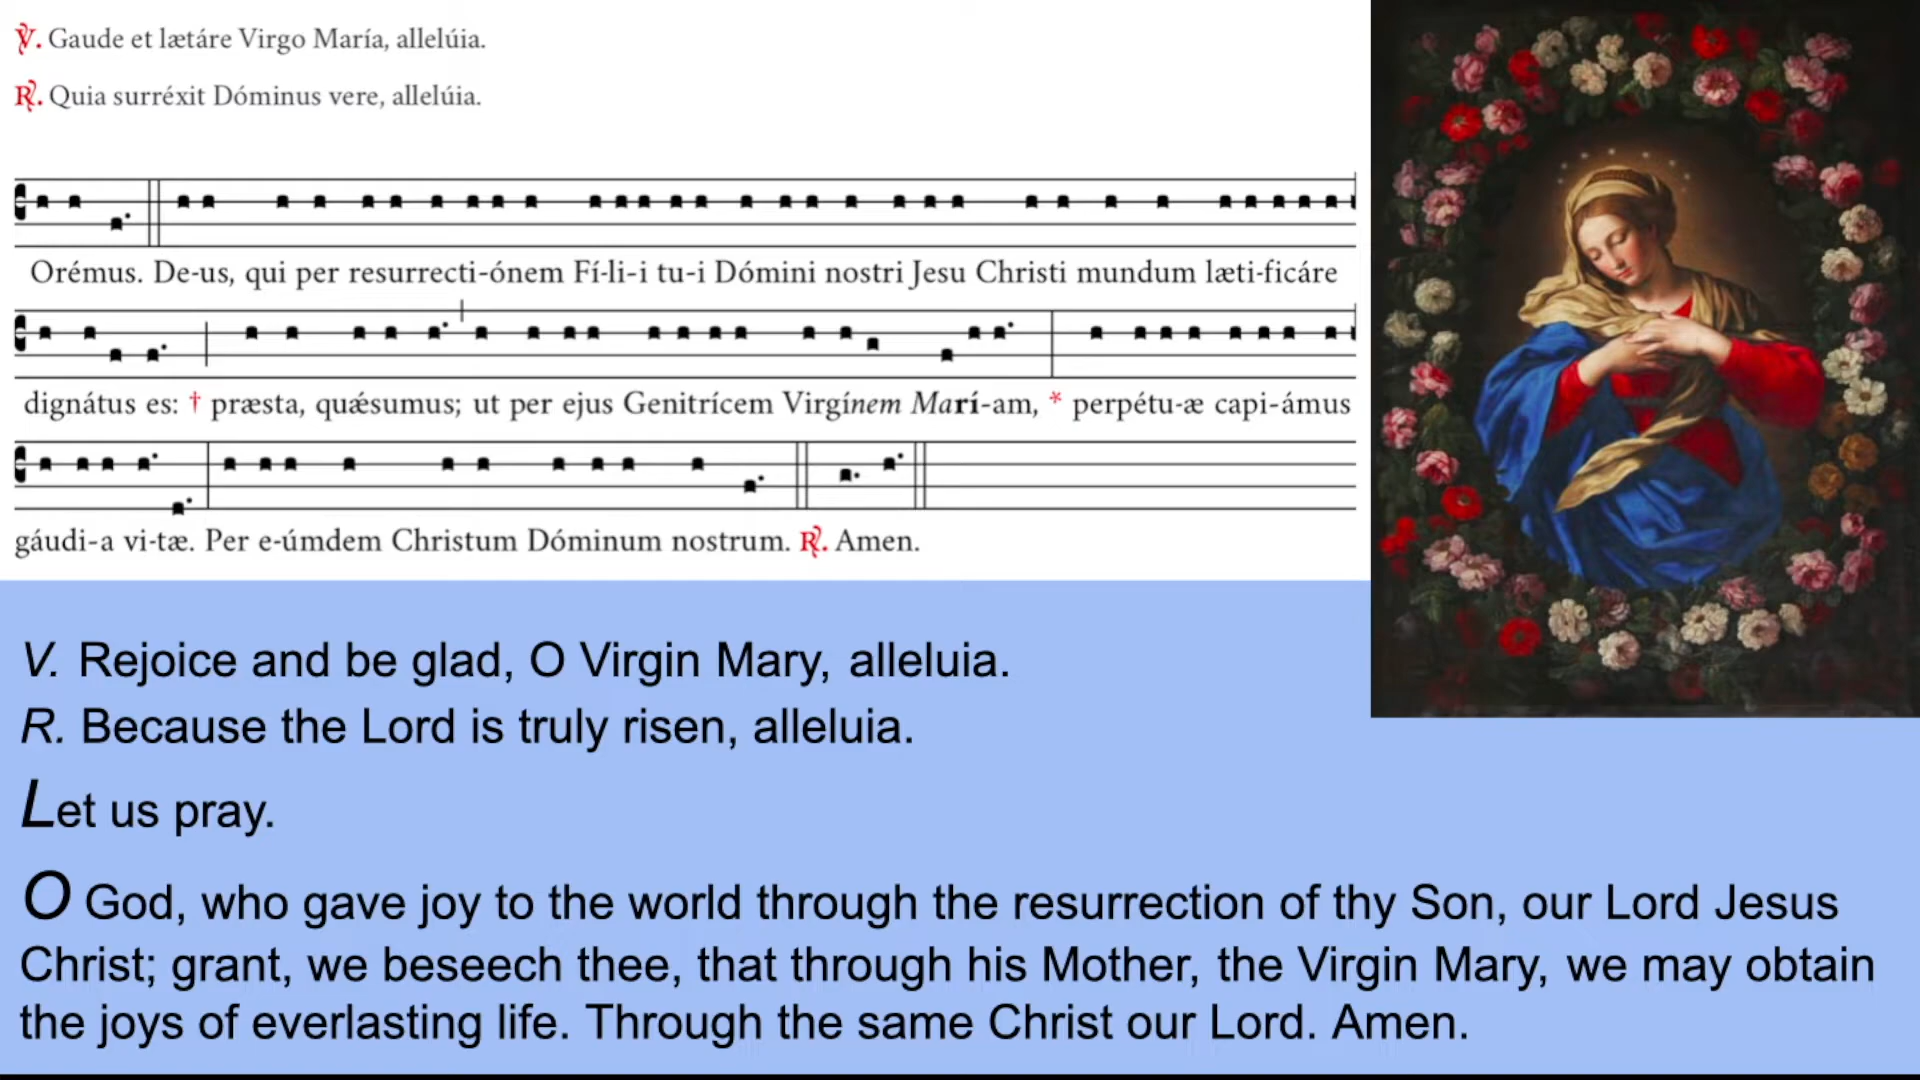 ℣. Gaude et lætáre Virgo María, allelúia.
℟. Quia surréxit Dóminus vere, allelúia.
Orémus. De-us, qui per resurrecti-ónem Fí-li-i tu-i Dómini nostri Jesu Christi mundum læti-ficáre
dignátus es: † præsta, quǽsumus; ut per ejus Genitrícem Virgínem Marí-am, * perpétu-æ capi-ámus
gáudi-a vi-tæ. Per e-úmdem Christum Dóminum nostrum. ℟. Amen.
V. Rejoice and be glad, O Virgin Mary, alleluia.
R. Because the Lord is truly risen, alleluia.
Let us pray.
O God, who gave joy to the world through the resurrection of thy Son, our Lord Jesus
Christ; grant, we beseech thee, that through his Mother, the Virgin Mary, we may obtain
the joys of everlasting life. Through the same Christ our Lord. Amen.